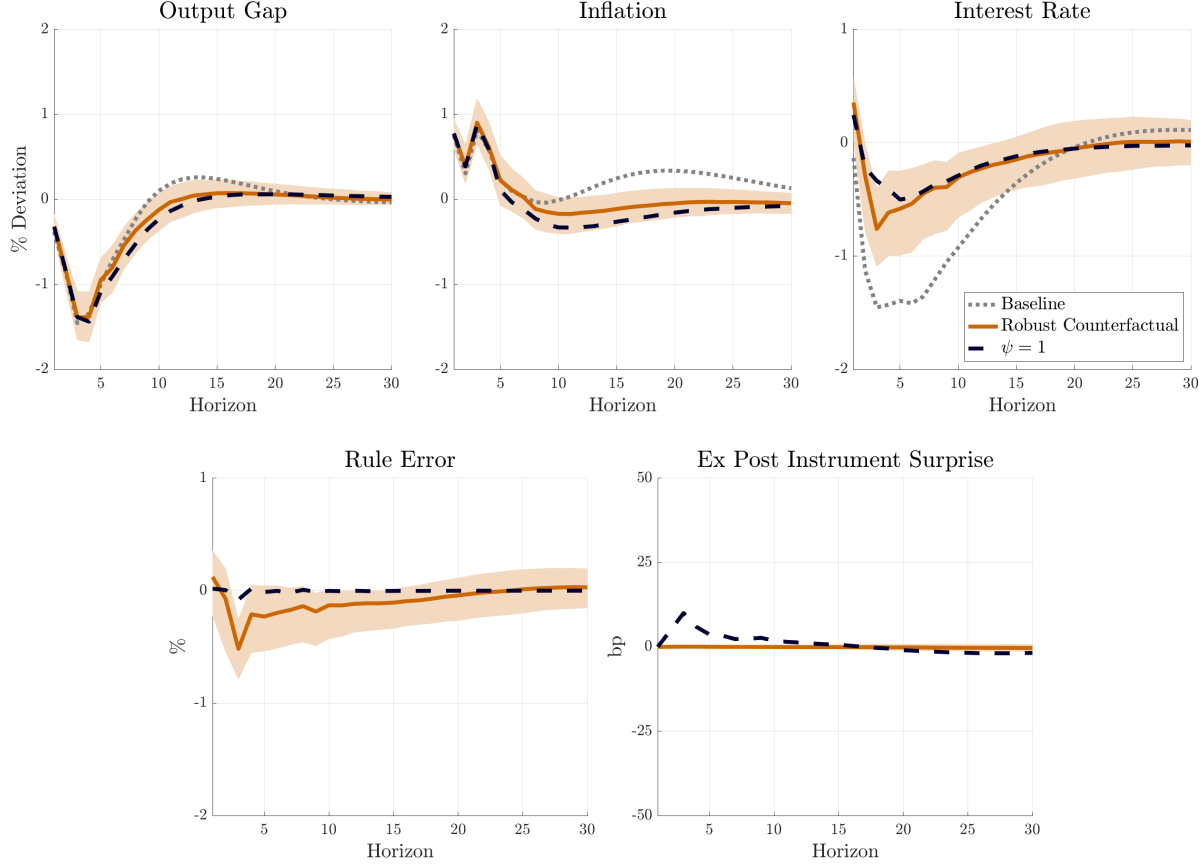 Output Gap
% Deviation
2
1
0
-1
-2
5 10 15 20 25 30
Horizon
Inflation
2
1
0
-1
-2
5 10 15 20 25 30
Horizon
Interest Rate
1
0
-1
-2
5 10 15 20 25 30
Horizon
Baseline
Robust Counterfactual
ψ = 1
Rule Error
%
1
0
-1
-2
5 10 15 20 25 30
Horizon
Ex Post Instrument Surprise
bp
50
25
0
-25
-50
5 10 15 20 25 30
Horizon